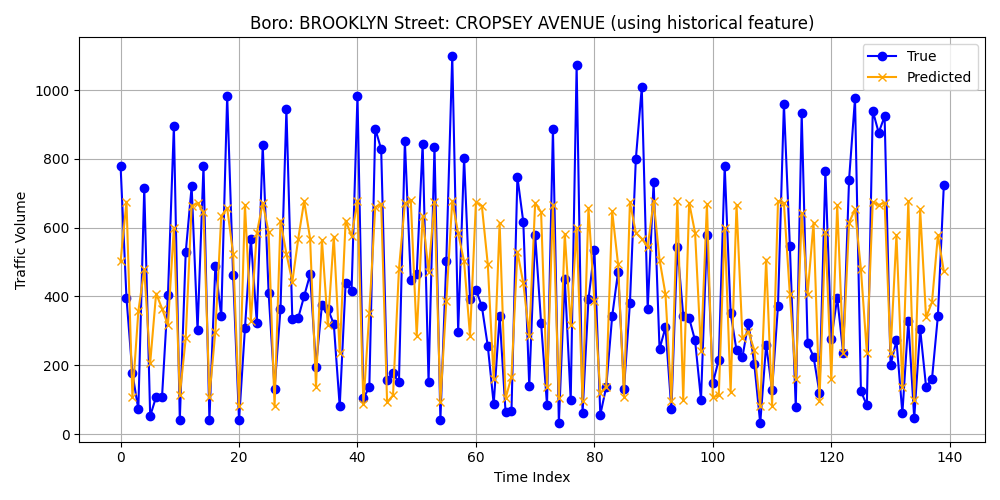 Boro: BROOKLYN Street: CROPSEY AVENUE (using historical feature)
True
Predicted
Traffic Volume
1000
800
600
400
200
0
0 20 40 60 80 100 120 140
Time Index